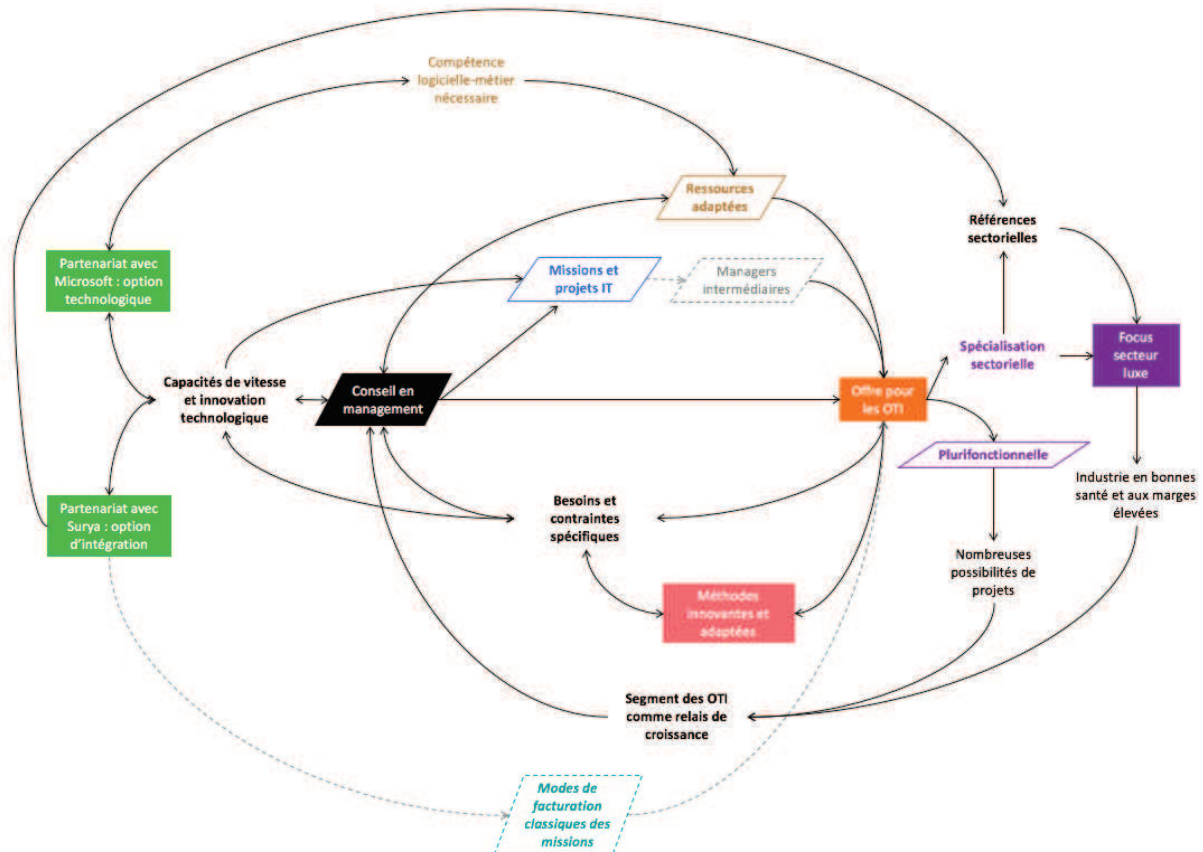 Compétence
logicielle-métier
nécessaire
Ressources
adaptées
Références
sectorielles
Partenariat avec
Microsoft : option
technologique
Missions et
projets IT
Managers
intermédiaires
Spécialisation
sectorielle
Focus
secteur
luxe
Capacités de vitesse
et innovation
technologique
Conseil en
management
Offre pour
les OTI
Plurifonctionnelle
Industrie en bonnes
santé et aux marges
élevées
Partenariat avec
Surya : option
d'intégration
Besoins et
contraintes
spécifiques
Nombreuses
possibilités de
projets
Méthodes
innovantes et
adaptées
Segment des OTI
comme relais de
croissance
Modes de
facturation
classiques des
missions